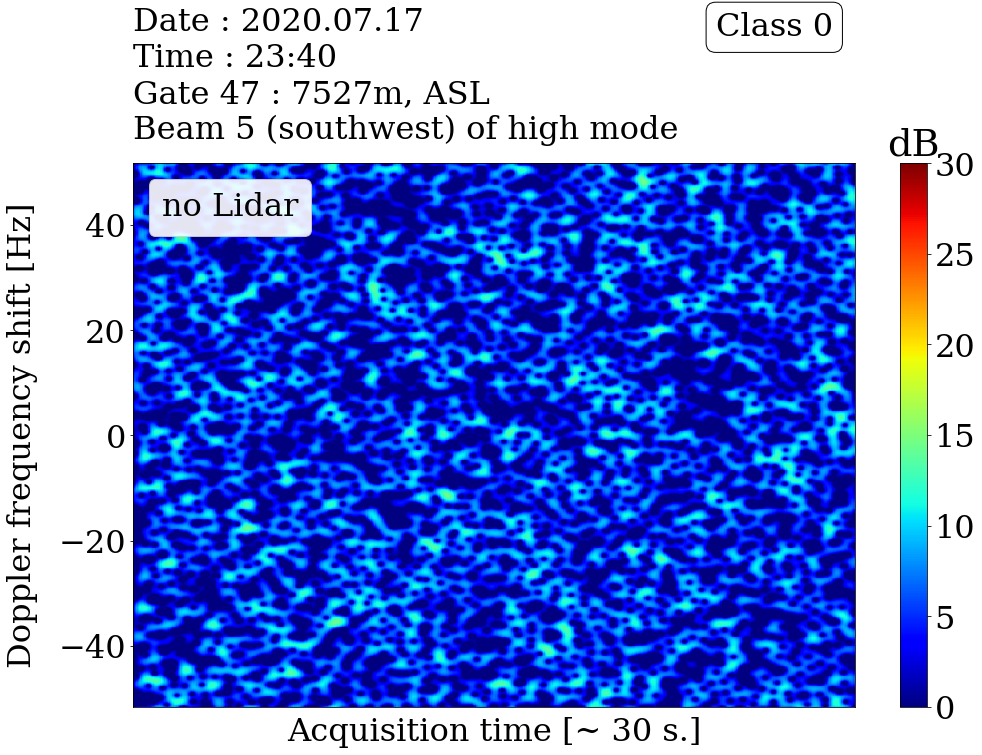 Date : 2020.07.17
Time : 23:40
Gate 47 : 7527m, ASL
Beam 5 (southwest) of high mode
Class 0
dB
no Lidar
Doppler frequency shift [Hz]
40
20
0
−20
−40
Acquisition time [~ 30 s.]
30
25
20
15
10
5
0